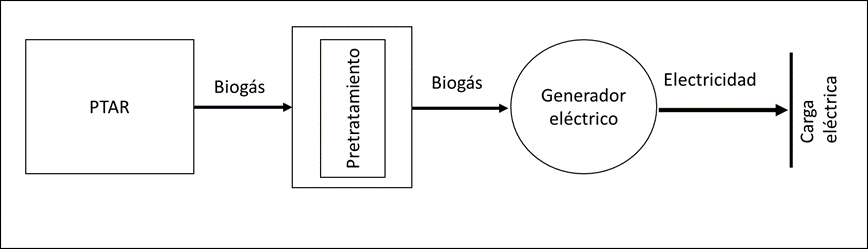 PTAR
Biogás
Pretratamiento
Biogás
Generador
eléctrico
Electricidad
Carga
eléctrica